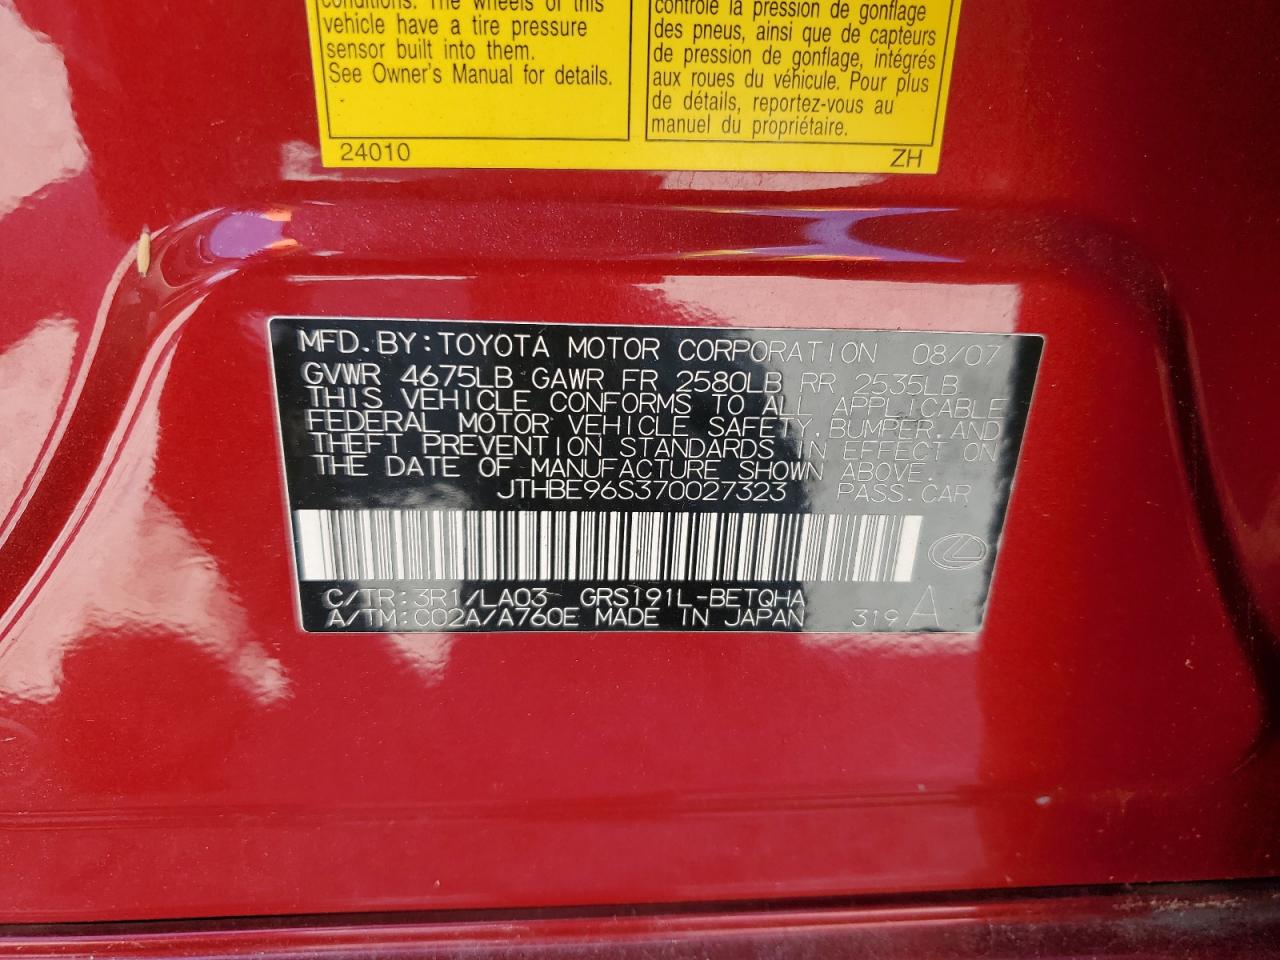 conditions. The wheels of this
vehicle have a tire pressure
sensor built into them.
See Owner's Manual for details.
contrôle la pression de gonflage
des pneus, ainsi que de capteurs
de pression de gonflage, intégrés
aux roues du véhicule. Pour plus
de détails, reportez-vous au
manuel du propriétaire.
24010
ZH
MFD. BY: TOYOTA MOTOR CORPORATION 08/07
GVWR 4675LB GAWR FR 2580LB RR 2535LB
THIS VEHICLE CONFORMS TO ALL APPLICABLE
FEDERAL MOTOR VEHICLE SAFETY, BUMPER, AND
THEFT PREVENTION STANDARDS IN EFFECT ON
THE DATE OF MANUFACTURE SHOWN ABOVE.
JTHBE96S370027323 PASS. CAR
C/TR: 3R1/LA03 GRS191L-BETQHA
A/TM: C02A/A760E MADE IN JAPAN 319 A